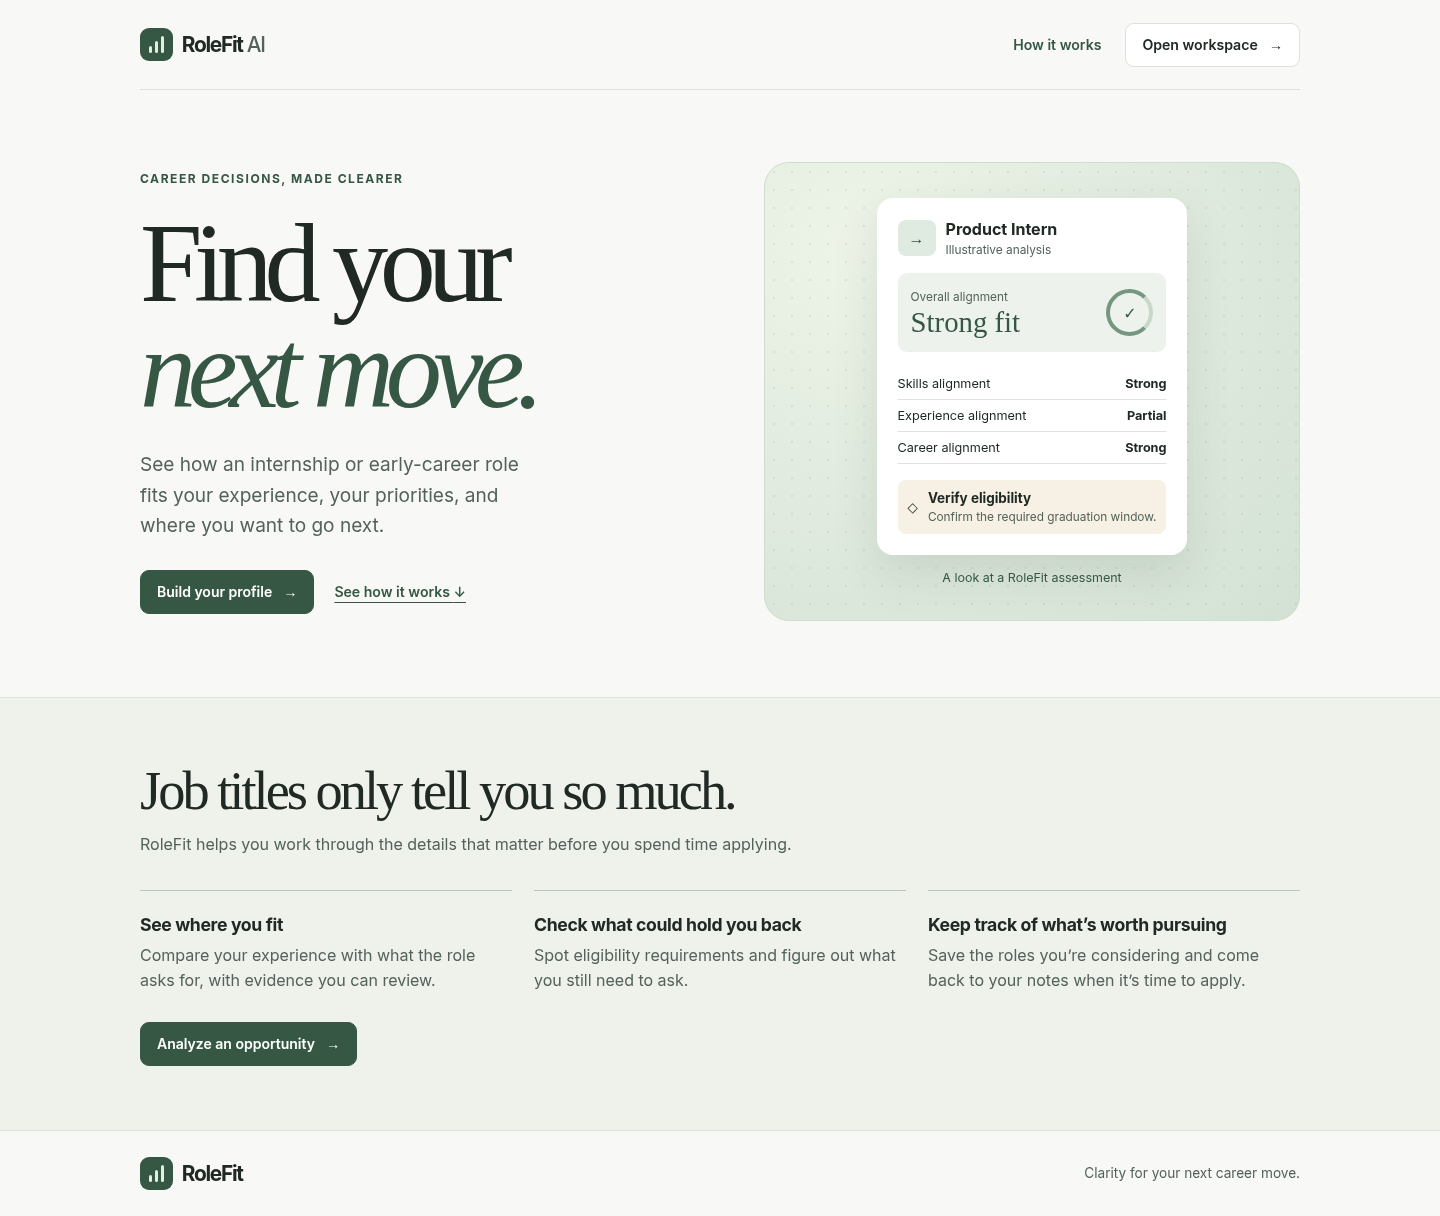 RoleFit AI
How it works
Open workspace →
CAREER DECISIONS, MADE CLEARER
Find your
next move.
See how an internship or early-career role
fits your experience, your priorities, and
where you want to go next.
Build your profile →
See how it works ↓
→
Product Intern
Illustrative analysis
Overall alignment
Strong fit
✓
Skills alignment Strong
Experience alignment Partial
Career alignment Strong
◇
Verify eligibility
Confirm the required graduation window.
A look at a RoleFit assessment
Job titles only tell you so much.
RoleFit helps you work through the details that matter before you spend time applying.
See where you fit
Compare your experience with what the role
asks for, with evidence you can review.
Check what could hold you back
Spot eligibility requirements and figure out what
you still need to ask.
Keep track of what’s worth pursuing
Save the roles you’re considering and come
back to your notes when it’s time to apply.
Analyze an opportunity →
RoleFit
Clarity for your next career move.